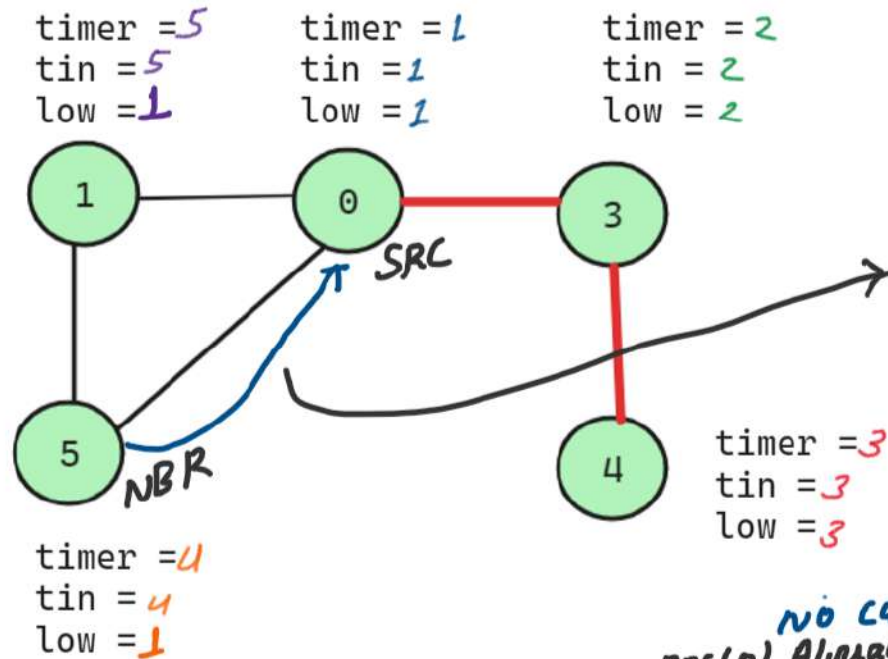 timer =5
tin =5
low =1
timer =1
tin =1
low =1
timer =2
tin =2
low =2
1
0
3
SRC
5
NBR
4
timer =3
tin =3
low =3
timer =4
tin =4
low =1
NO